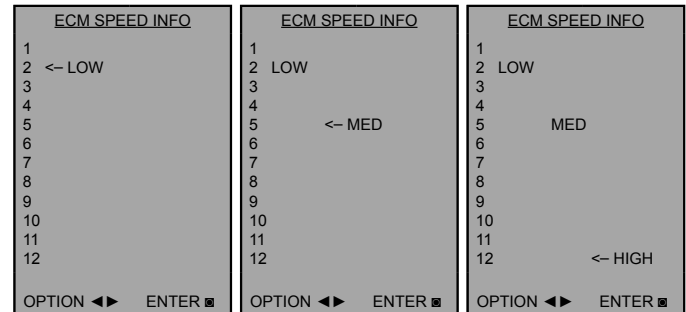 ECM SPEED INFO
1
2 <– LOW
3
4
5
6
7
8
9
10
11
12
OPTION ◄► ENTER ◙
ECM SPEED INFO
1
2 LOW
3
4
5 <– MED
6
7
8
9
10
11
12
OPTION ◄► ENTER ◙
ECM SPEED INFO
1
2 LOW
3
4
5 MED
6
7
8
9
10
11
12 <– HIGH
OPTION ◄► ENTER ◙